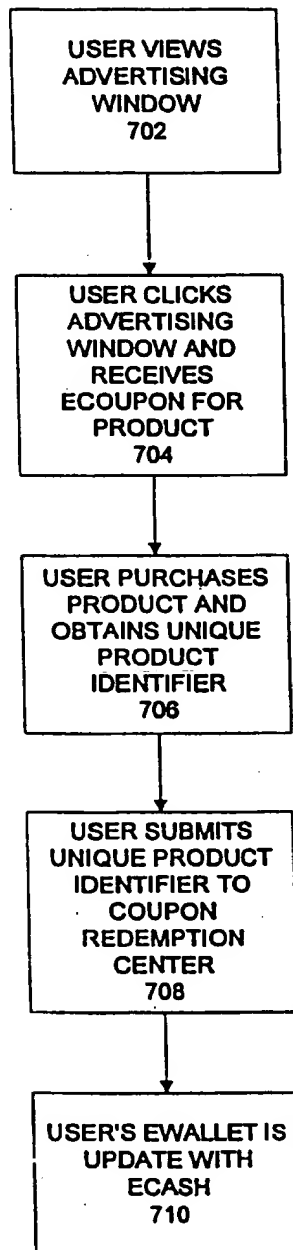 USER VIEWS
ADVERTISING
WINDOW
702
USER CLICKS
ADVERTISING
WINDOW AND
RECEIVES
ECOUPON FOR
PRODUCT
704
USER PURCHASES
PRODUCT AND
OBTAINS UNIQUE
PRODUCT
IDENTIFIER
706
USER SUBMITS
UNIQUE PRODUCT
IDENTIFIER TO
COUPON
REDEMPTION
CENTER
708
USER'S EWALLET IS
UPDATE WITH
ECASH
710